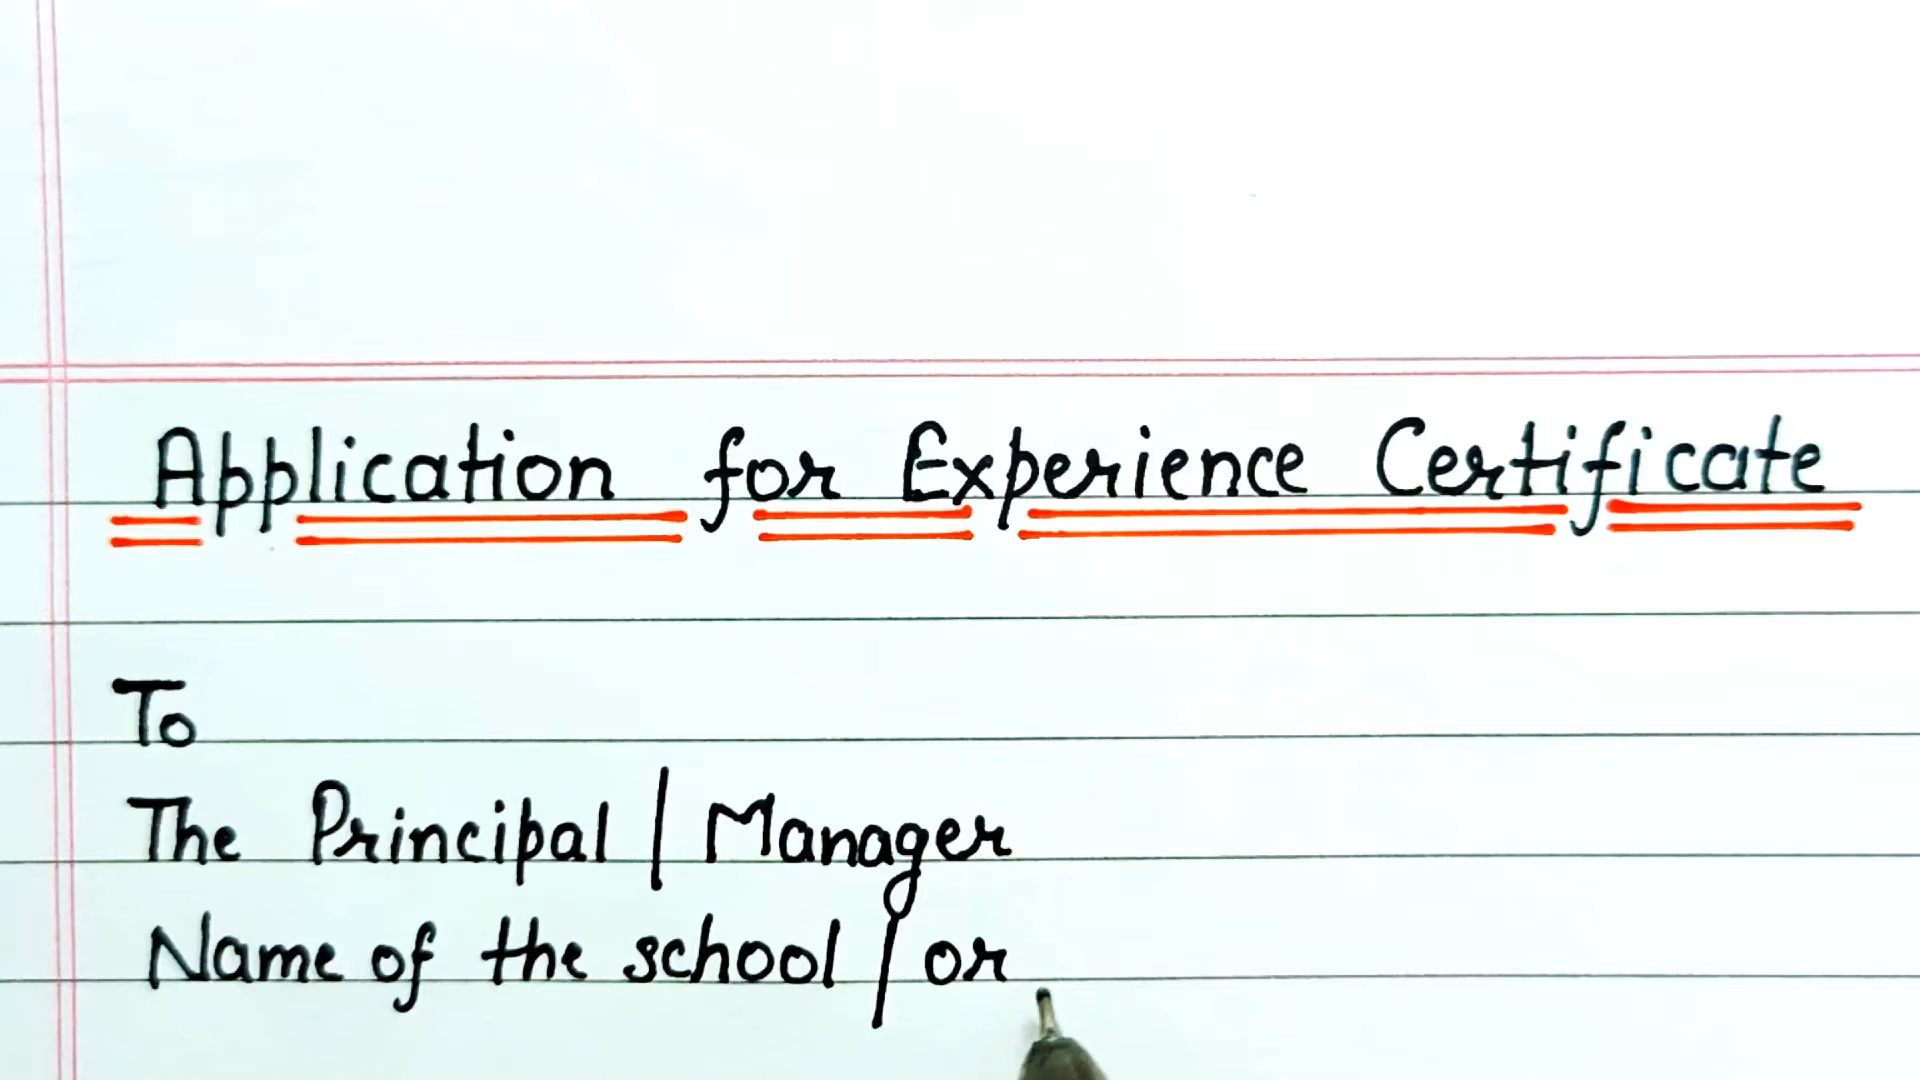 Application for Experience Certificate
To
The Principal / Manager
Name of the school / or